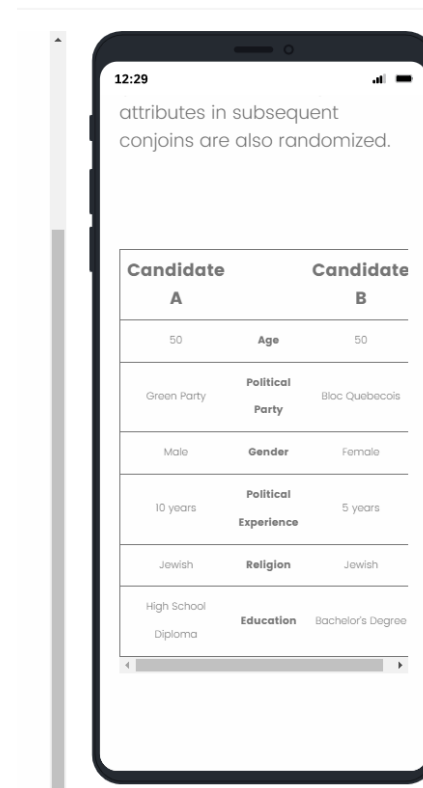 12:29
attributes in subsequent
conjoins are also randomized.
Candidate A Candidate B
50 Age 50
Green Party Political Party Bloc Quebecois
Male Gender Female
10 years Political Experience 5 years
Jewish Religion Jewish
High School Diploma Education Bachelor's Degree